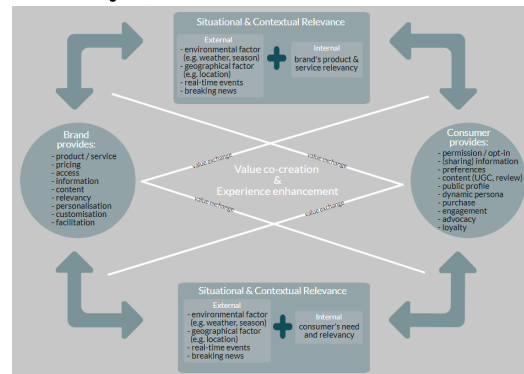 Situational & Contextual Relevance
External
- environmental factor
(e.g. weather, season)
- geographical factor
(e.g. location)
- real-time events
- breaking news
Internal
brand's product &
service relevancy
Brand
provides:
- product / service
- pricing
- access
- information
- content
- relevancy
- personalisation
- customisation
- facilitation
value exchange
value exchange
Value co-creation
&
Experience enhancement
value exchange
value exchange
Consumer
provides:
- permission / opt-in
- (sharing) information
- preferences
- content (UGC, review)
- public profile
- dynamic persona
- purchase
- engagement
- advocacy
- loyalty
Situational & Contextual Relevance
External
- environmental factor
(e.g. weather, season)
- geographical factor
(e.g. location)
- real-time events
- breaking news
Internal
consumer's need
and relevancy